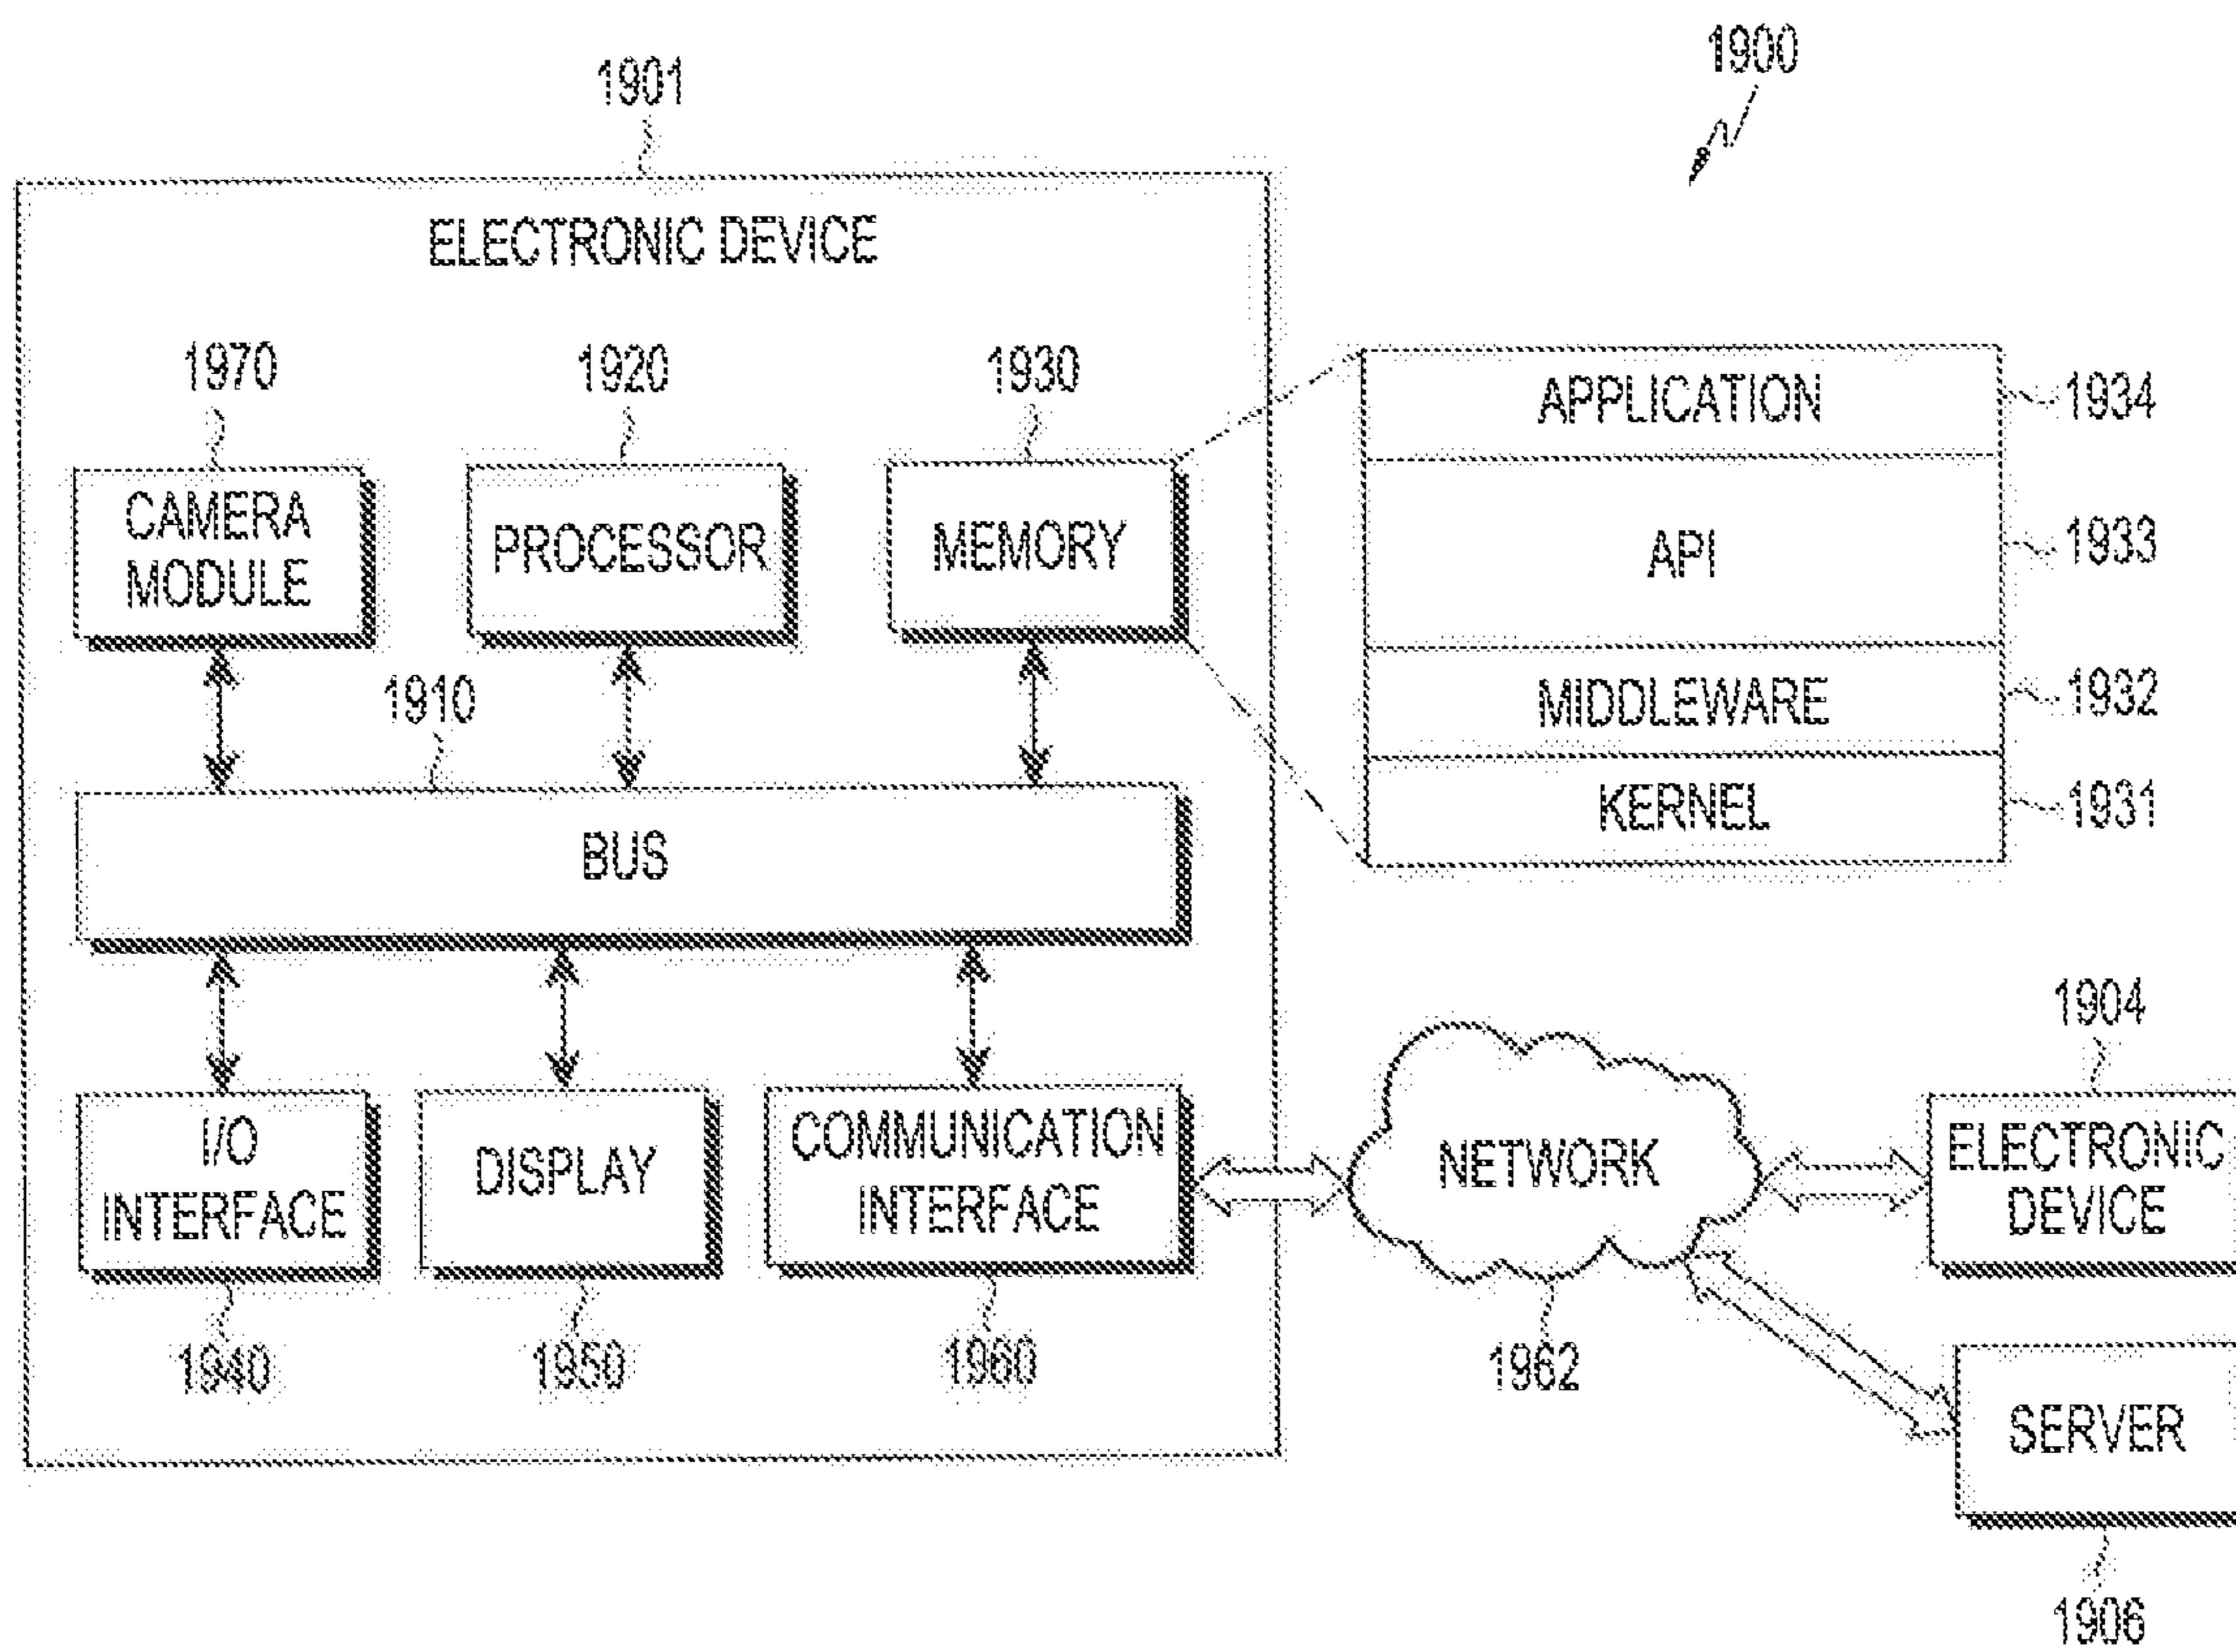 1900
1901
ELECTRONIC DEVICE
1970
1920
1930
CAMERA
MODULE
PROCESSOR
MEMORY
APPLICATION
1934
API
1933
MIDDLEWARE
1932
KERNEL
1931
1910
BUS
I/O
INTERFACE
DISPLAY
COMMUNICATION
INTERFACE
1940
1950
1960
NETWORK
1962
1904
ELECTRONIC
DEVICE
SERVER
1906